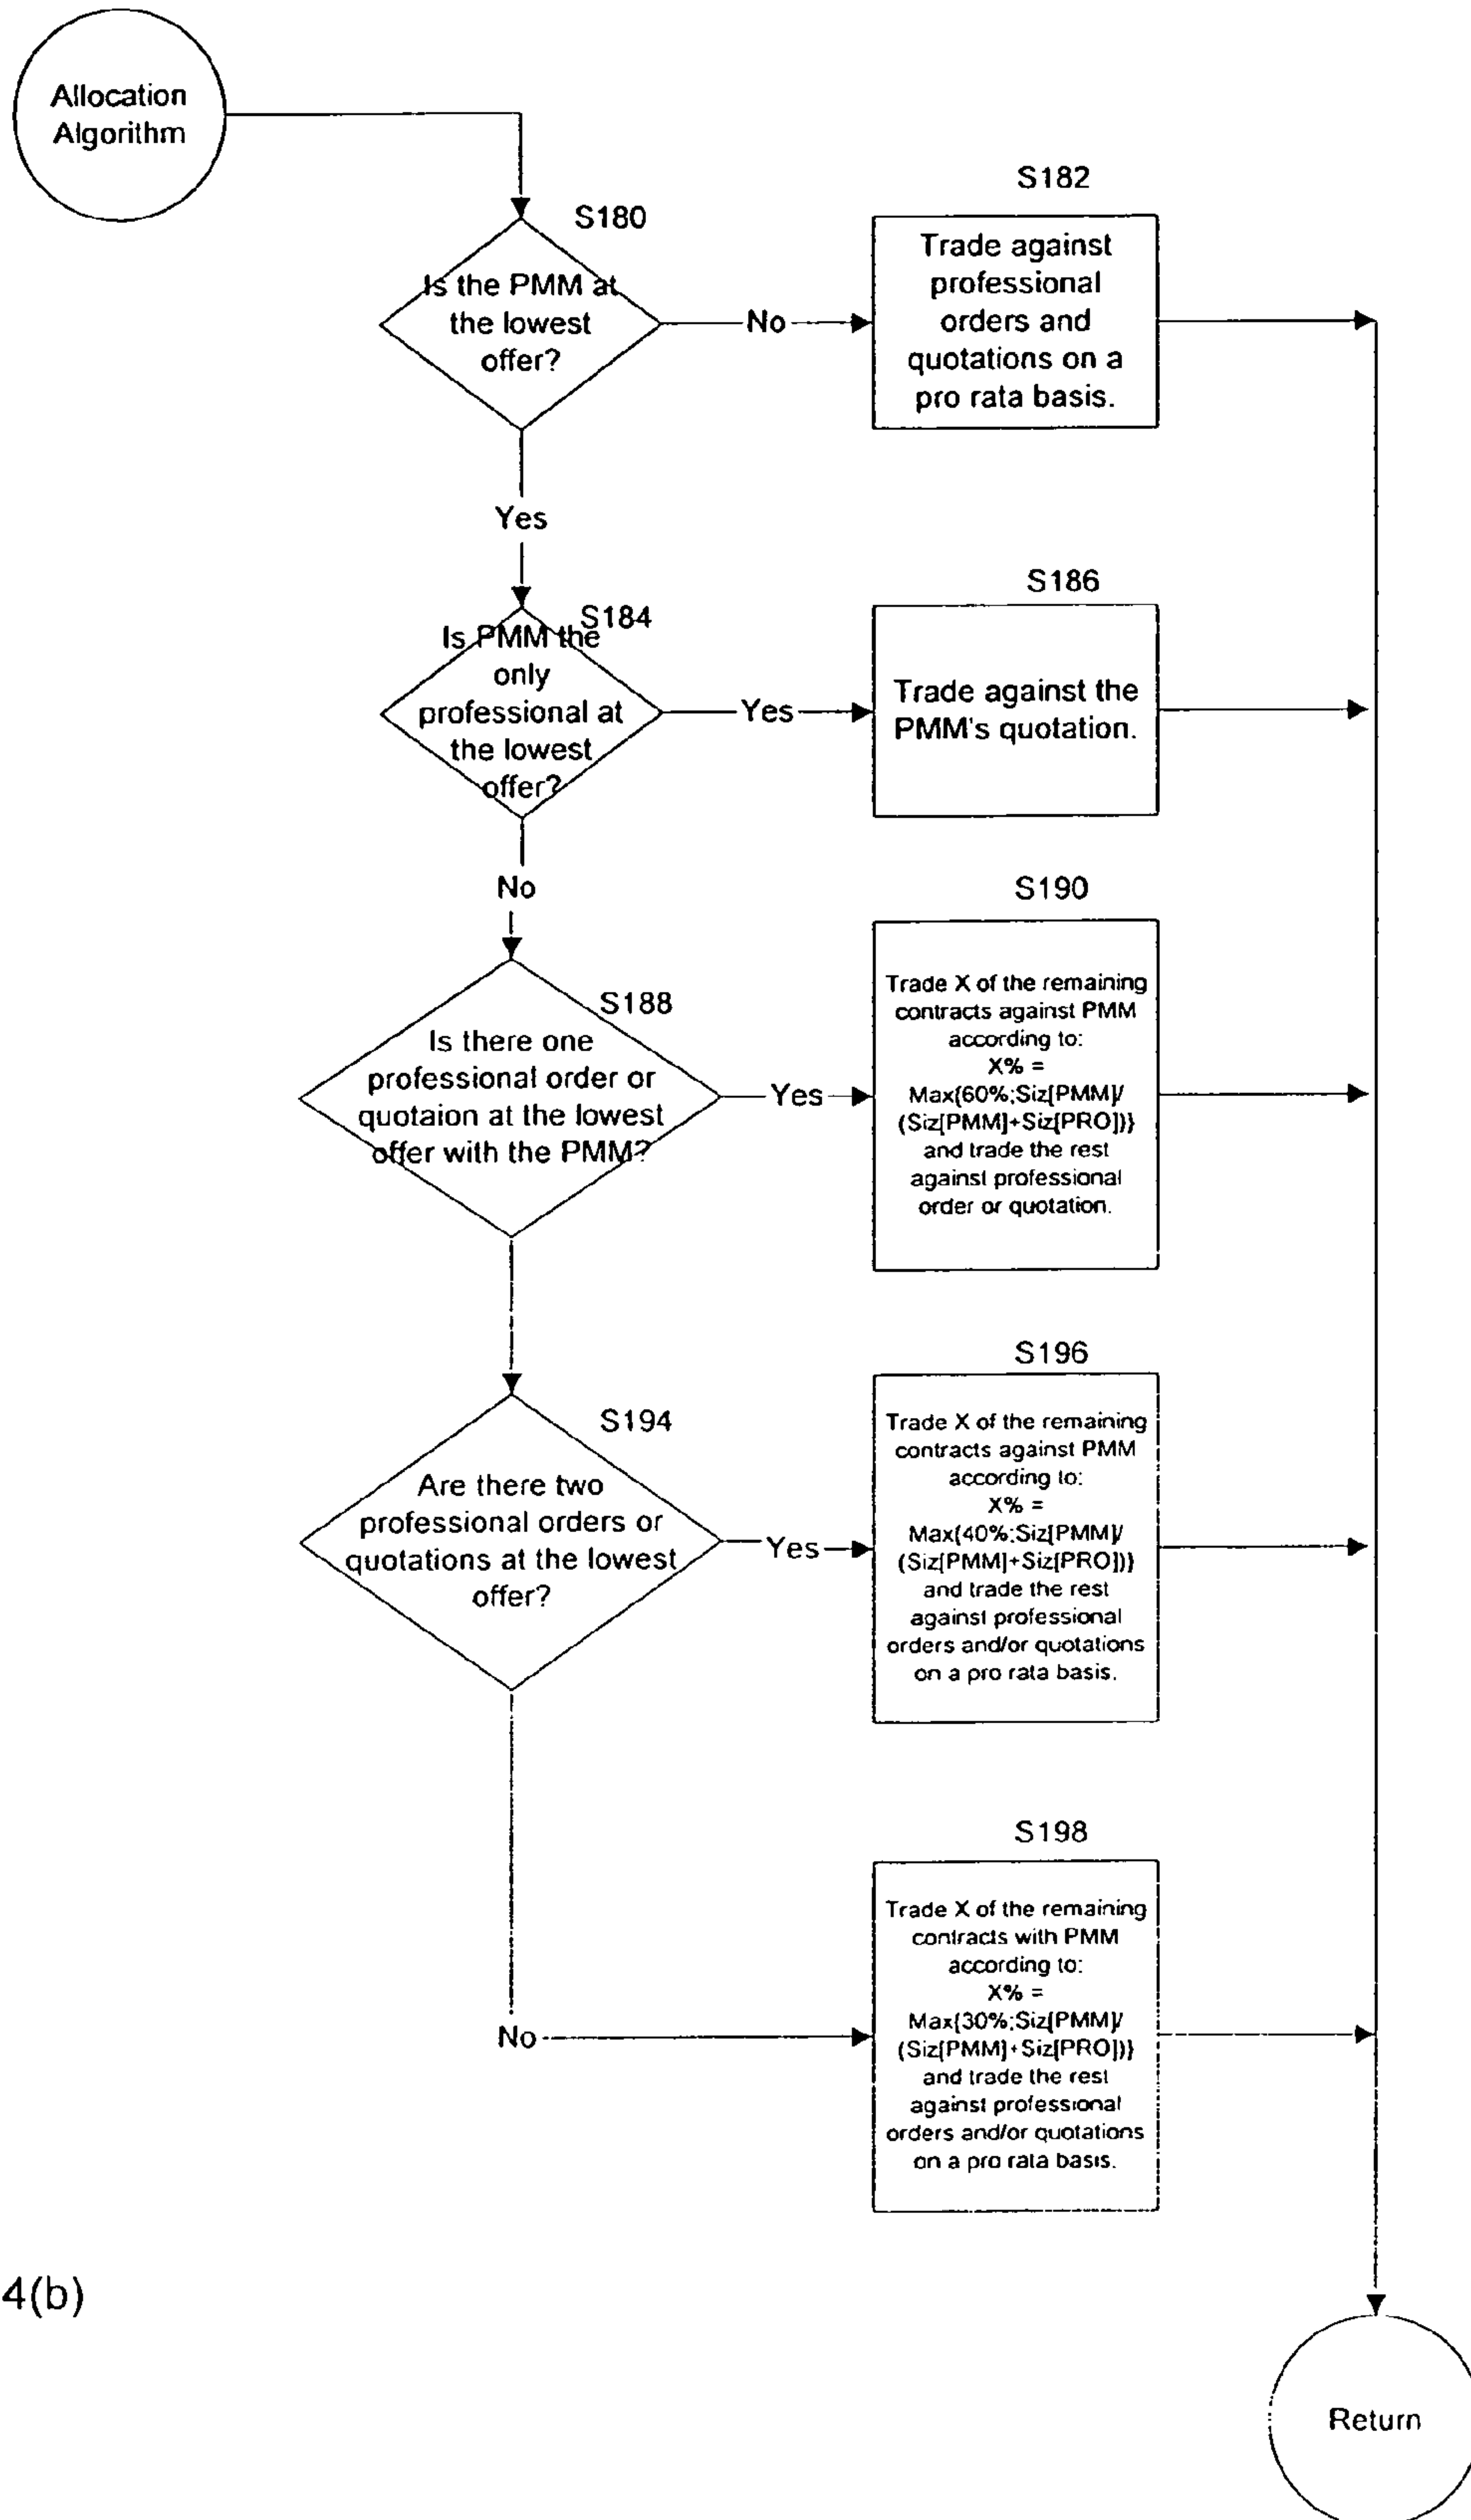 Allocation
Algorithm
S180
Is the PMM at
the lowest
offer?
No
S182
Trade against
professional
orders and
quotations on a
pro rata basis.
Yes
S184
Is PMM the
only
professional at
the lowest
offer?
Yes
S186
Trade against the
PMM's quotation.
No
S188
Is there one
professional order or
quotaion at the lowest
offer with the PMM?
Yes
S190
Trade X of the remaining
contracts against PMM
according to:
X% =
Max{60%;Siz[PMM]/
(Siz[PMM]+Siz[PRO])}
and trade the rest
against professional
order or quotation.
S194
Are there two
professional orders or
quotations at the lowest
offer?
Yes
S196
Trade X of the remaining
contracts against PMM
according to:
X% =
Max{40%;Siz[PMM]/
(Siz[PMM]+Siz[PRO])}
and trade the rest
against professional
orders and/or quotations
on a pro rata basis.
No
S198
Trade X of the remaining
contracts with PMM
according to:
X% =
Max{30%;Siz[PMM]/
(Siz[PMM]+Siz[PRO])}
and trade the rest
against professional
orders and/or quotations
on a pro rata basis.
4(b)
Return